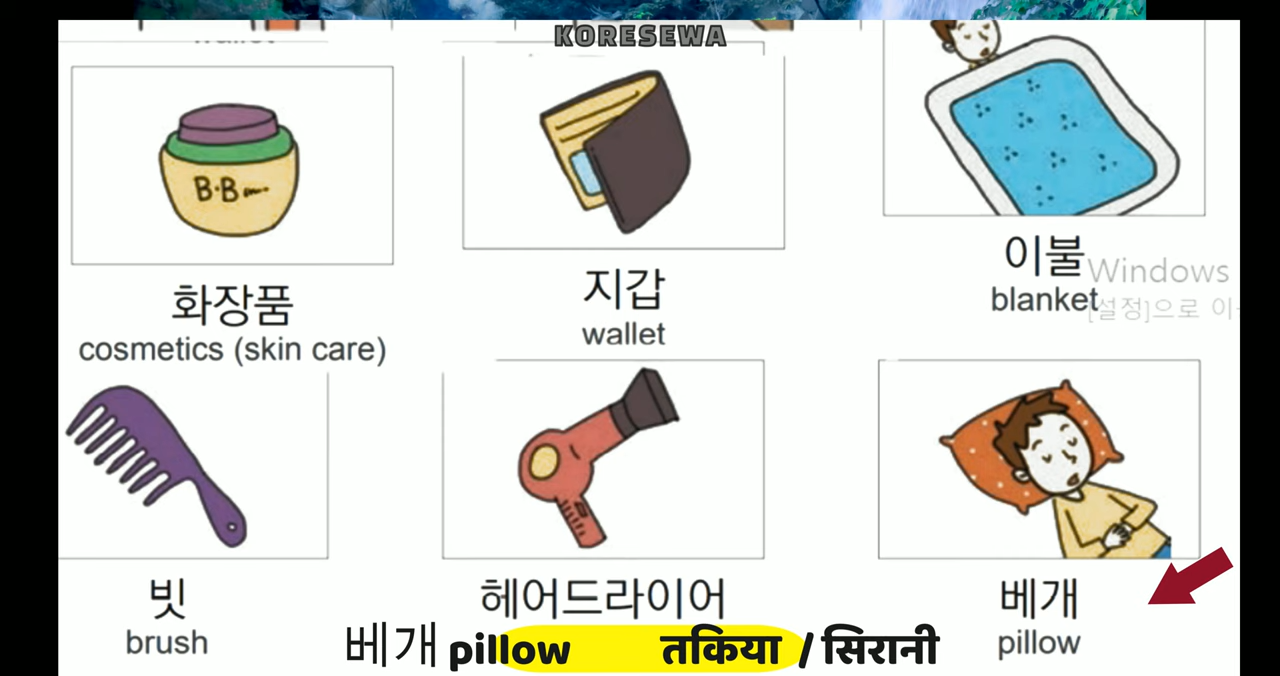 KORESEWA
B·B
화장품
cosmetics (skin care)
지갑
wallet
이불
blanket
Windows
[설정]으로 이
빗
brush
헤어드라이어
베개
pillow
베개 pillow तकिया / सिरानी